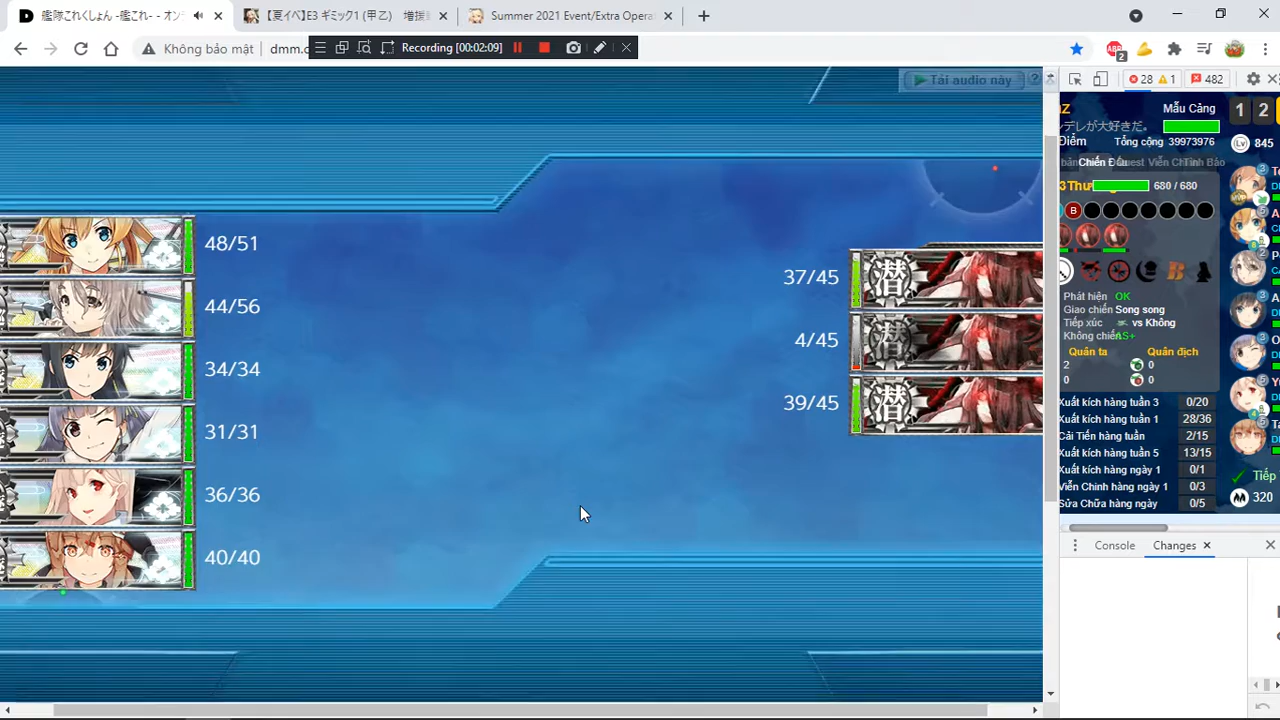 艦隊これくしょん -艦これ- - オン
【夏イベ】E3 ギミック1 (甲乙) 増援
Summer 2021 Event/Extra Opera
Không bảo mật
dmm.c
Recording [00:02:09]
ABP
2
Tải audio này
?
28
1
482
48/51
44/56
34/34
31/31
36/36
40/40
37/45
4/45
39/45
潜
潜
Mẫu Cảng
1
2
ンデレが大好きだ。
Điểm
Tổng cộng 39973976
Lv 845
Chiến Đấu
680 / 680
B
Phát hiện OK
Giao chiến Song song
Tiếp xúc vs Không
Không chiến AS+
Quân ta
Quân địch
2
0
0
0
Xuất kích hàng tuần 3 0/20
Xuất kích hàng tuần 1 28/36
Cải Tiến hàng tuần 2/15
Xuất kích hàng tuần 5 13/15
Xuất kích hàng ngày 1 0/1
Viễn Chinh hàng ngày 1 0/3
Sửa Chữa hàng ngày 0/5
Tiếp
320
Console
Changes